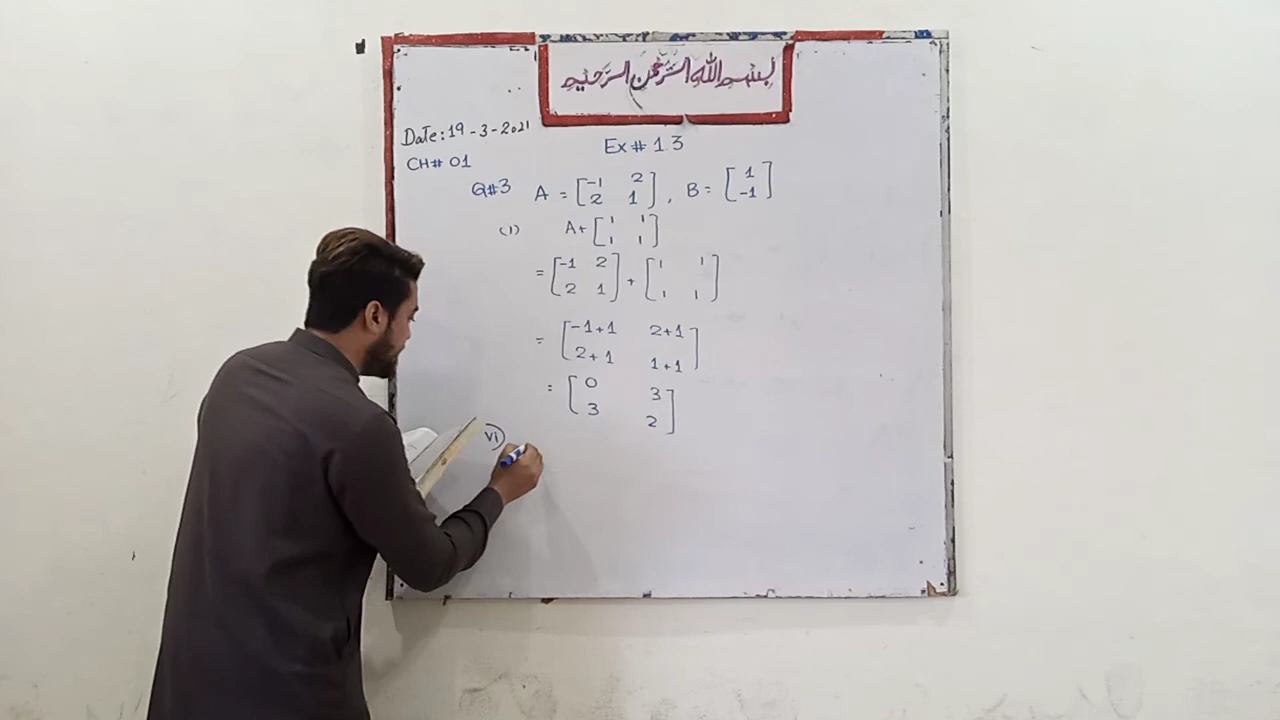 بسم الله الرحمن الرحيم
Date: 19-3-2021
Ex # 1 3
CH# 01
Q#3 A = [-1 2
2 1], B = [1
-1]
(i) A+ [1 1
1 1]
= [-1 2
2 1] + [1 1
1 1]
= [-1+1 2+1
2+1 1+1]
= [0 3
3 2]
vi)